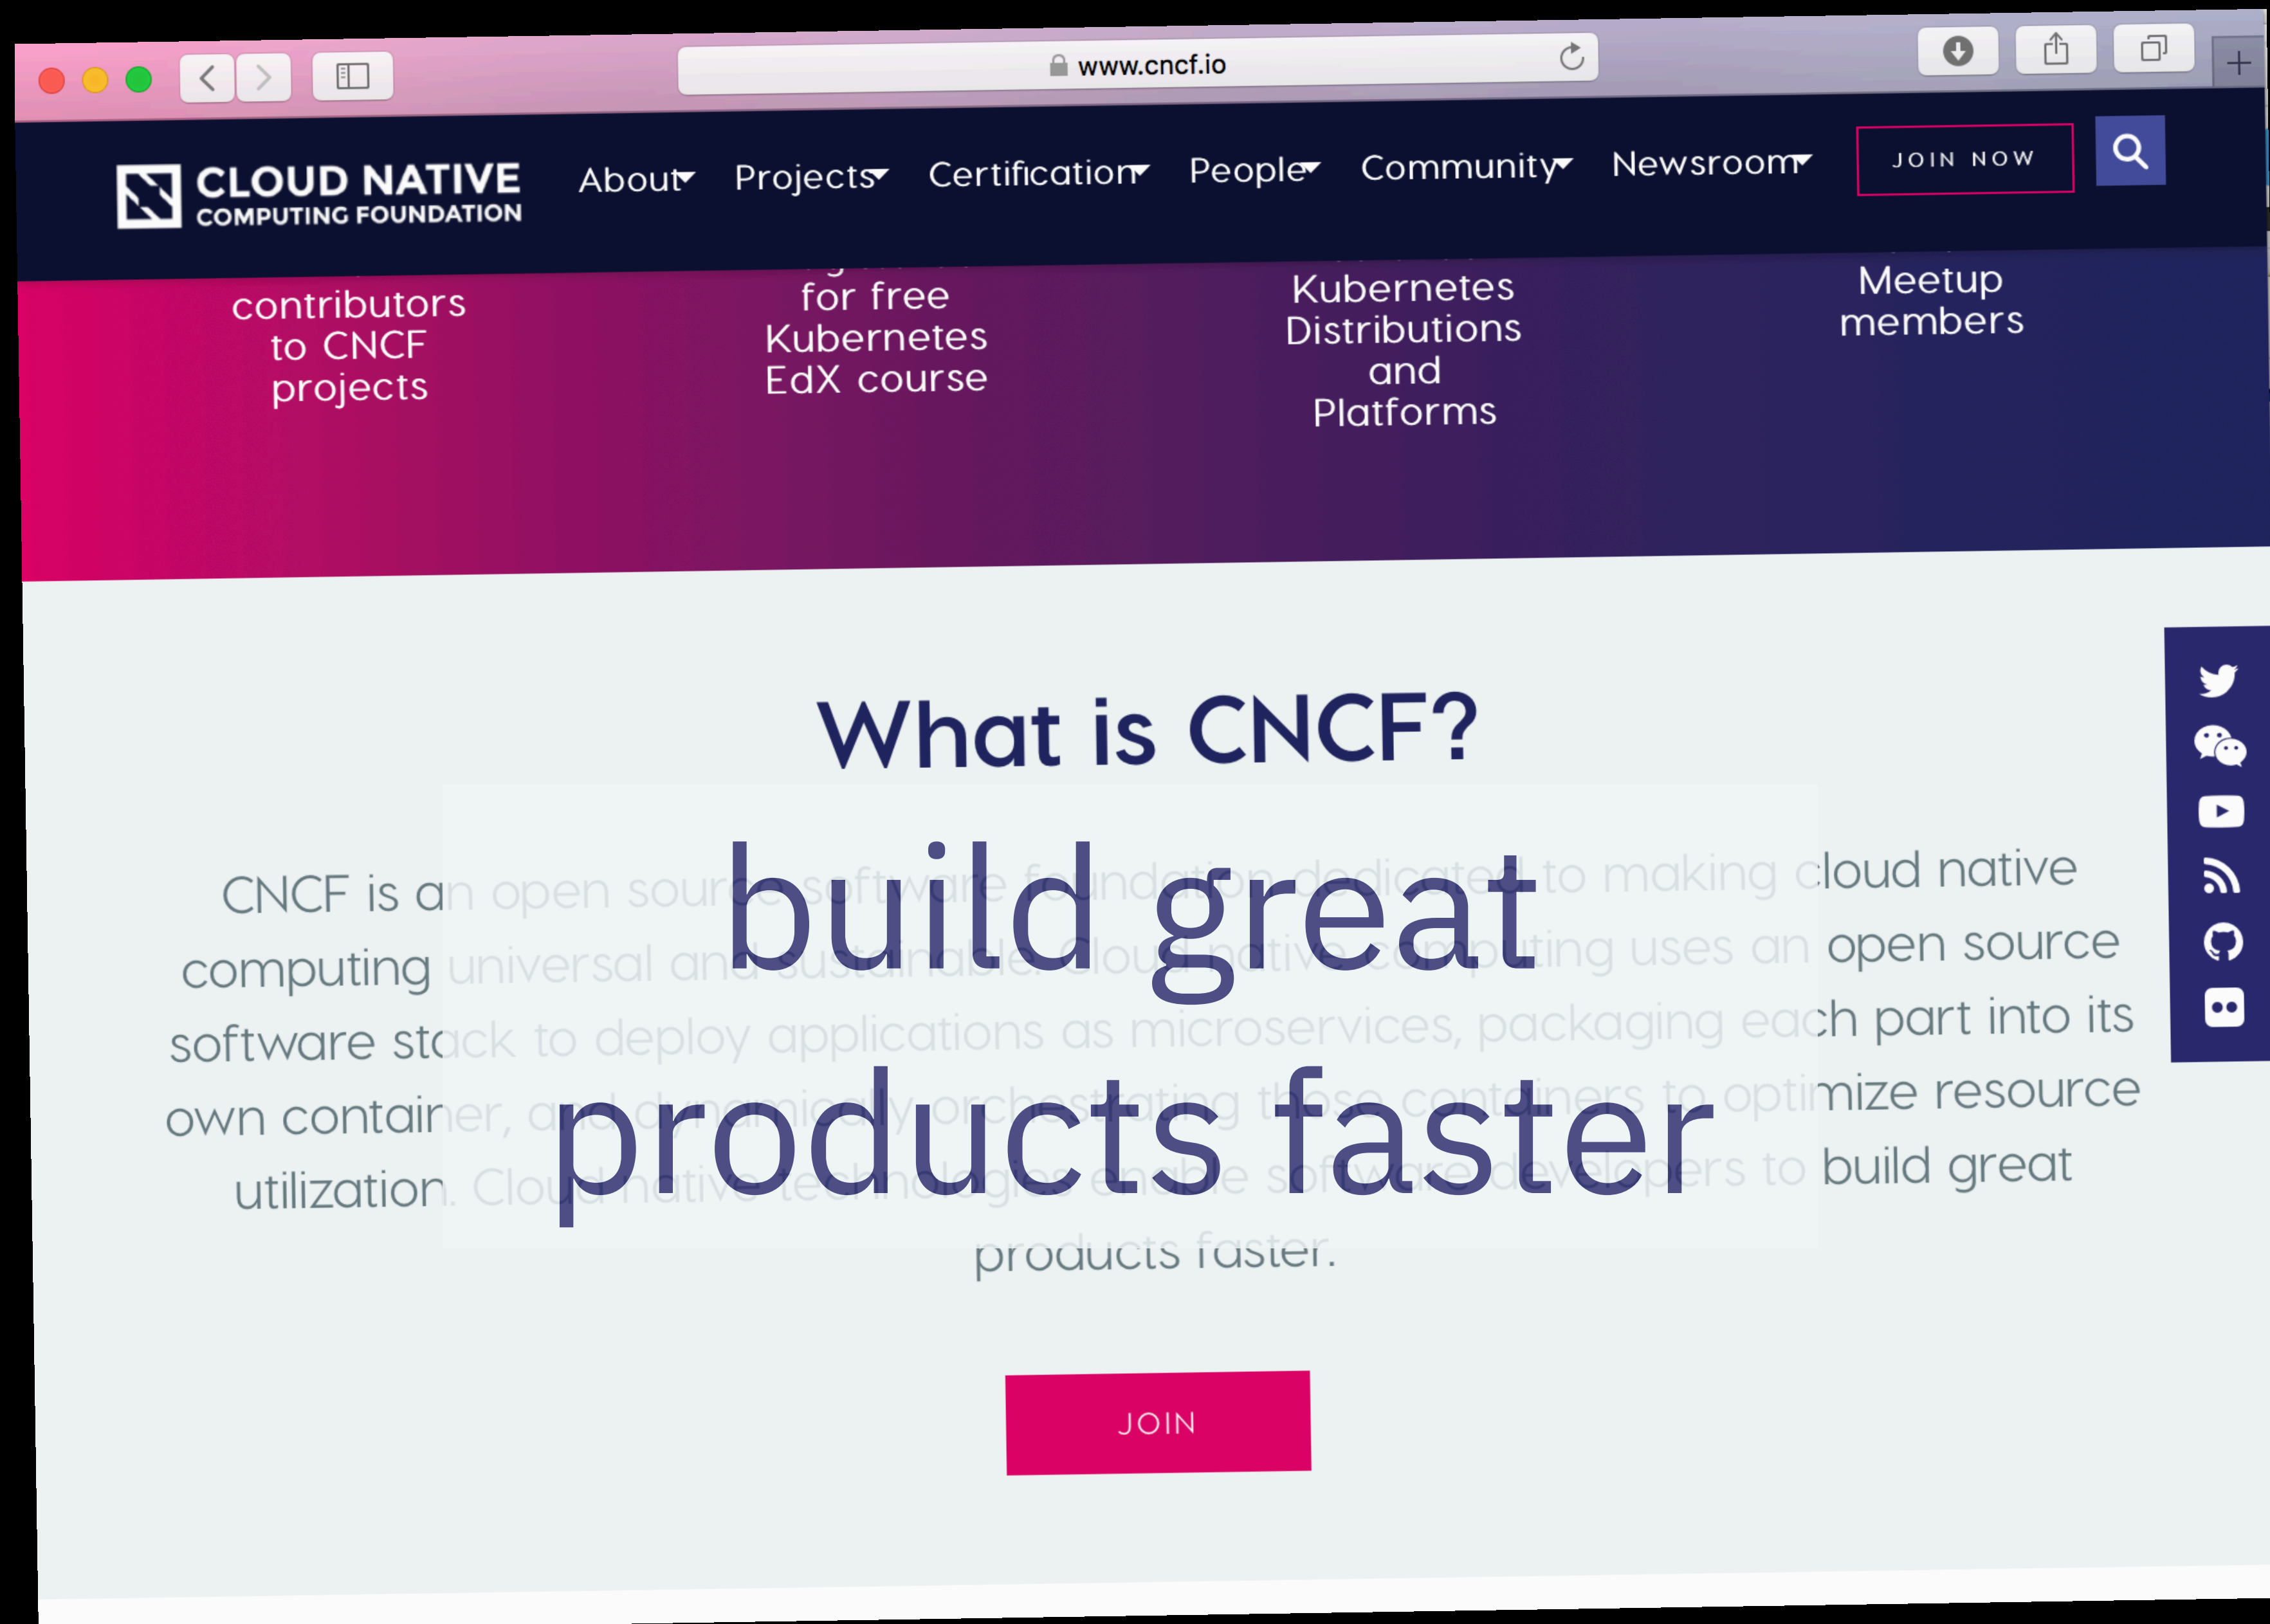 www.cncf.io
CLOUD NATIVE
COMPUTING FOUNDATION
About Projects Certification People Community Newsroom JOIN NOW
contributors
to CNCF
projects
for free
Kubernetes
EdX course
Kubernetes
Distributions
and
Platforms
Meetup
members
What is CNCF?
CNCF is an open source software foundation dedicated to making cloud native
computing universal and sustainable. Cloud native computing uses an open source
software stack to deploy applications as microservices, packaging each part into its
own container, and dynamically orchestrating those containers to optimize resource
utilization. Cloud native technologies enable software developers to build great
products faster.
build great
products faster
JOIN